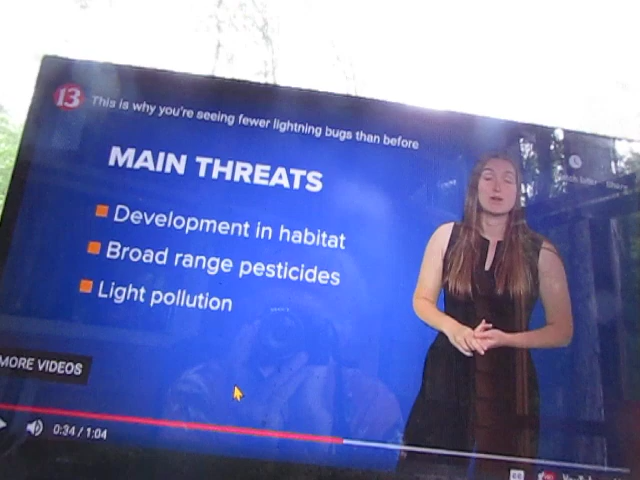 13 This is why you're seeing fewer lightning bugs than before
MAIN THREATS
Development in habitat
Broad range pesticides
Light pollution
MORE VIDEOS
0:34 / 1:04